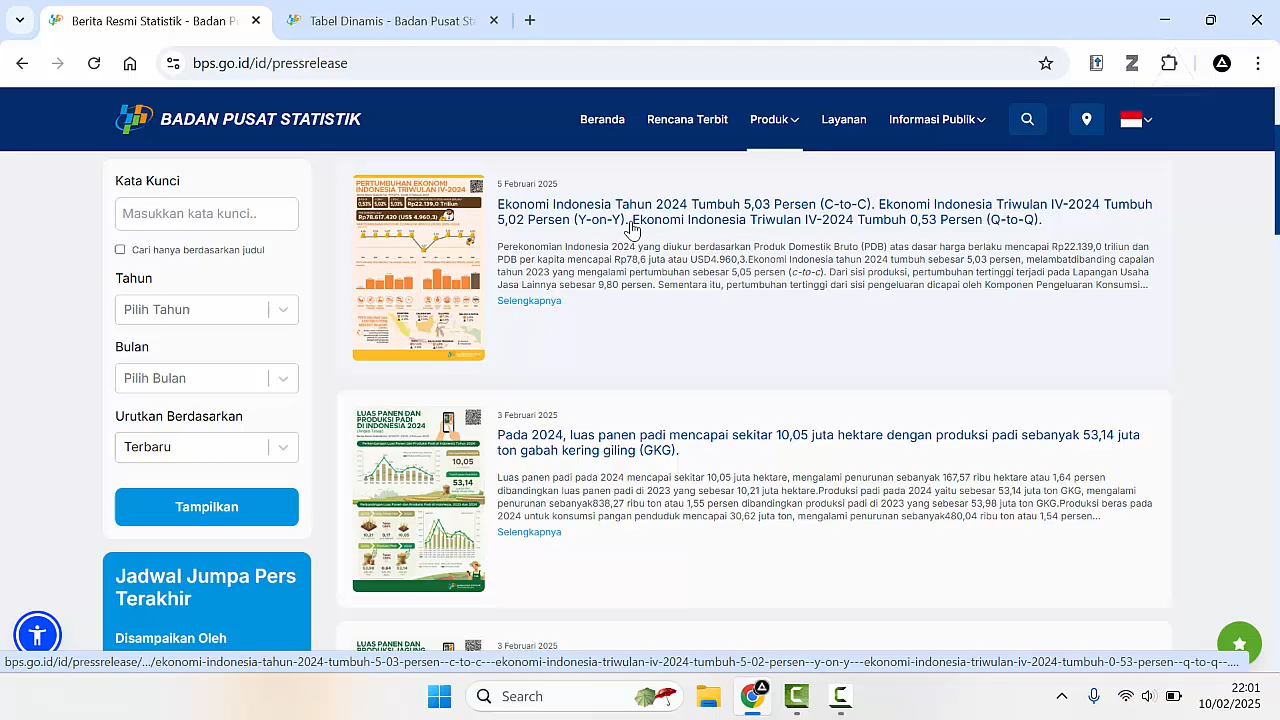 Berita Resmi Statistik - Badan P
Tabel Dinamis - Badan Pusat St
bps.go.id/id/pressrelease
BADAN PUSAT STATISTIK
Beranda
Rencana Terbit
Produk
Layanan
Informasi Publik
Kata Kunci
Masukkan kata kunci..
Cari hanya berdasarkan judul
Tahun
Pilih Tahun
Bulan
Pilih Bulan
Urutkan Berdasarkan
Terbaru
Tampilkan
Jadwal Jumpa Pers
Terakhir
Disampaikan Oleh
PERTUMBUHAN EKONOMI
INDONESIA TRIWULAN IV-2024
Rp22.139,0 Triliun
Rp78.617.420 (US$ 4.960,3)
5 Februari 2025
Ekonomi Indonesia Tahun 2024 Tumbuh 5,03 Persen (C-to-C). Ekonomi Indonesia Triwulan IV-2024 Tumbuh
5,02 Persen (Y-on-Y). Ekonomi Indonesia Triwulan IV-2024 Tumbuh 0,53 Persen (Q-to-Q).
Perekonomian Indonesia 2024 yang diukur berdasarkan Produk Domestik Bruto (PDB) atas dasar harga berlaku mencapai Rp22.139,0 triliun dan
PDB per kapita mencapai Rp78,6 juta atau USD4.960,3.Ekonomi Indonesia tahun 2024 tumbuh sebesar 5,03 persen, melambat dibanding capaian
tahun 2023 yang mengalami pertumbuhan sebesar 5,05 persen (c-to-c). Dari sisi produksi, pertumbuhan tertinggi terjadi pada Lapangan Usaha
Jasa Lainnya sebesar 9,80 persen. Sementara itu, pertumbuhan tertinggi dari sisi pengeluaran dicapai oleh Komponen Pengeluaran Konsumsi...
Selengkapnya
LUAS PANEN DAN
PRODUKSI PADI
DI INDONESIA 2024
10,05
53,14
3 Februari 2025
Pada 2024, luas panen padi mencapai sekitar 10,05 juta hektare dengan produksi padi sebanyak 53,14 juta
ton gabah kering giling (GKG).
Luas panen padi pada 2024 mencapai sekitar 10,05 juta hektare, mengalami penurunan sebanyak 167,57 ribu hektare atau 1,64 persen
dibandingkan luas panen padi di 2023 yang sebesar 10,21 juta hektare.Produksi padi pada 2024 yaitu sebesar 53,14 juta ton GKG, mengalami
penurunan sebanyak838,27 ribu ton atau 1,55 persen dibandingkan produksi padi di 2023 yang sebesar 53,98 juta ton GKG.Produksi beras pada
2024 untuk konsumsi pangan penduduk mencapai 30,62 juta ton, mengalami penurunan sebanyak480,04 ribu ton atau 1,54 persen...
Selengkapnya
LUAS PANEN DAN
3 Februari 2025
bps.go.id/id/pressrelease/.../ekonomi-indonesia-tahun-2024-tumbuh-5-03-persen--c-to-c---ekonomi-indonesia-triwulan-iv-2024-tumbuh-5-02-persen--y-on-y---ekonomi-indonesia-triwulan-iv-2024-tumbuh-0-53-persen--q-to-q--....
Search
22:01
10/02/2025